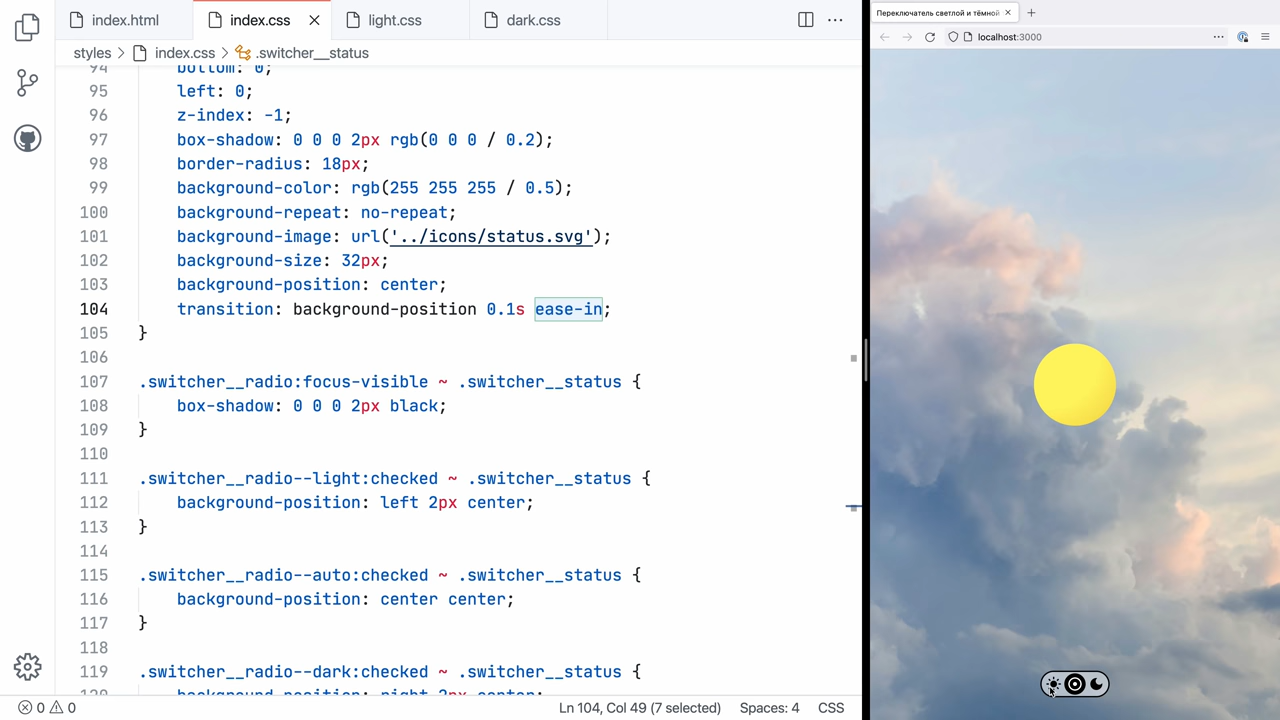 index.html
index.css
light.css
dark.css
styles
index.css
.switcher__status
94 bottom: 0;
95 left: 0;
96 z-index: -1;
97 box-shadow: 0 0 0 2px rgb(0 0 0 / 0.2);
98 border-radius: 18px;
99 background-color: rgb(255 255 255 / 0.5);
100 background-repeat: no-repeat;
101 background-image: url('../icons/status.svg');
102 background-size: 32px;
103 background-position: center;
104 transition: background-position 0.1s ease-in;
105 }
106
107 .switcher__radio:focus-visible ~ .switcher__status {
108 box-shadow: 0 0 0 2px black;
109 }
110
111 .switcher__radio--light:checked ~ .switcher__status {
112 background-position: left 2px center;
113 }
114
115 .switcher__radio--auto:checked ~ .switcher__status {
116 background-position: center center;
117 }
118
119 .switcher__radio--dark:checked ~ .switcher__status {
120 background-position: right 2px center;
0 0
Ln 104, Col 49 (7 selected)
Spaces: 4
CSS
Переключатель светлой и тёмной
localhost:3000